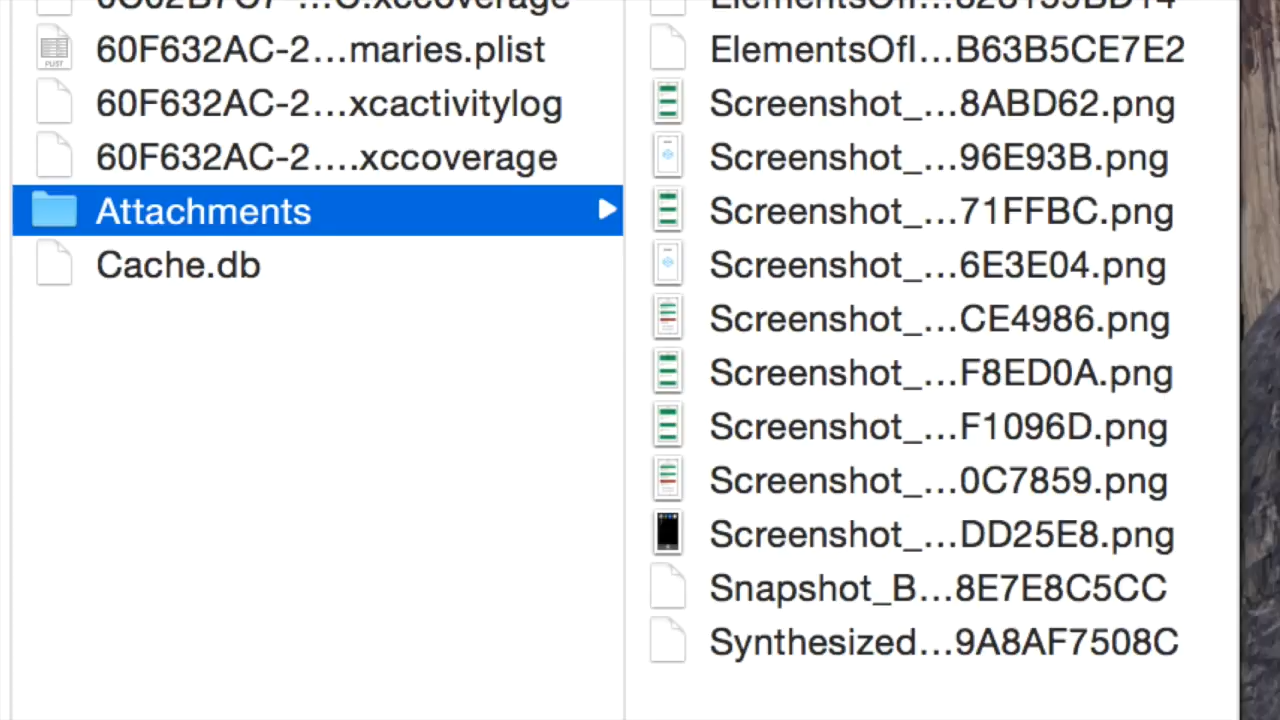 60F632AC-2...maries.plist
60F632AC-2...xcactivitylog
60F632AC-2....xccoverage
Attachments
Cache.db
ElementsOfI...B63B5CE7E2
Screenshot_...8ABD62.png
Screenshot_...96E93B.png
Screenshot_...71FFBC.png
Screenshot_...6E3E04.png
Screenshot_...CE4986.png
Screenshot_...F8ED0A.png
Screenshot_...F1096D.png
Screenshot_...0C7859.png
Screenshot_...DD25E8.png
Snapshot_B...8E7E8C5CC
Synthesized...9A8AF7508C